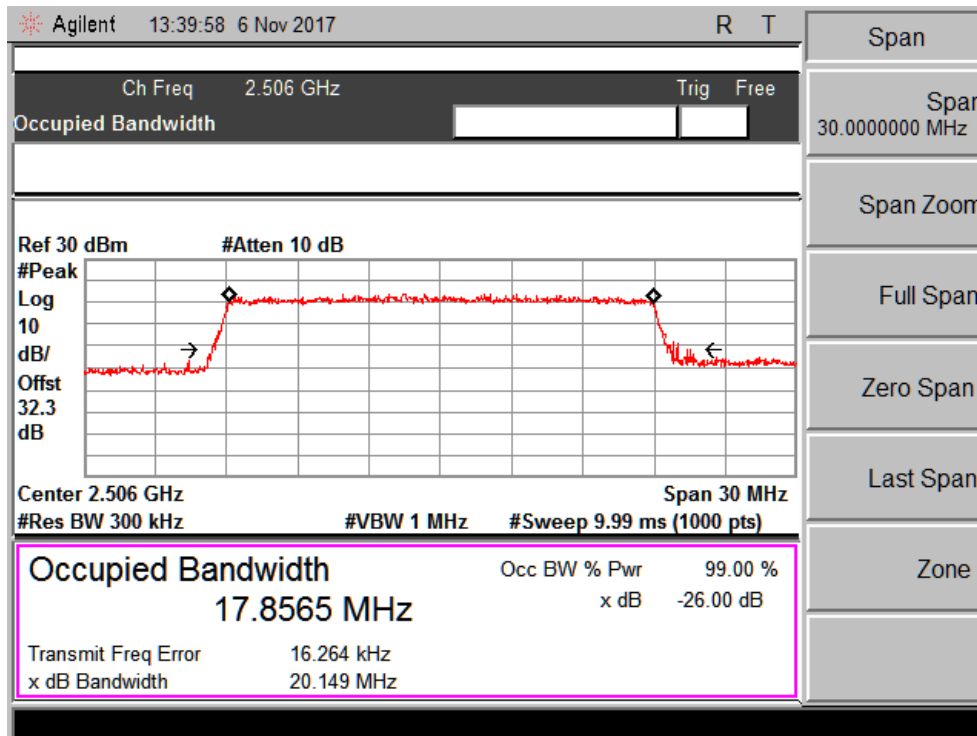 Agilent 13:39:58 6 Nov 2017 R T
Span
Ch Freq 2.506 GHz Trig Free
Occupied Bandwidth
Span
30.0000000 MHz
Span Zoom
Full Span
Zero Span
Last Span
Zone
Ref 30 dBm #Atten 10 dB
#Peak
Log
10
dB/
Offst
32.3
dB
Center 2.506 GHz Span 30 MHz
#Res BW 300 kHz #VBW 1 MHz #Sweep 9.99 ms (1000 pts)
Occupied Bandwidth Occ BW % Pwr 99.00 %
17.8565 MHz x dB -26.00 dB
Transmit Freq Error 16.264 kHz
x dB Bandwidth 20.149 MHz